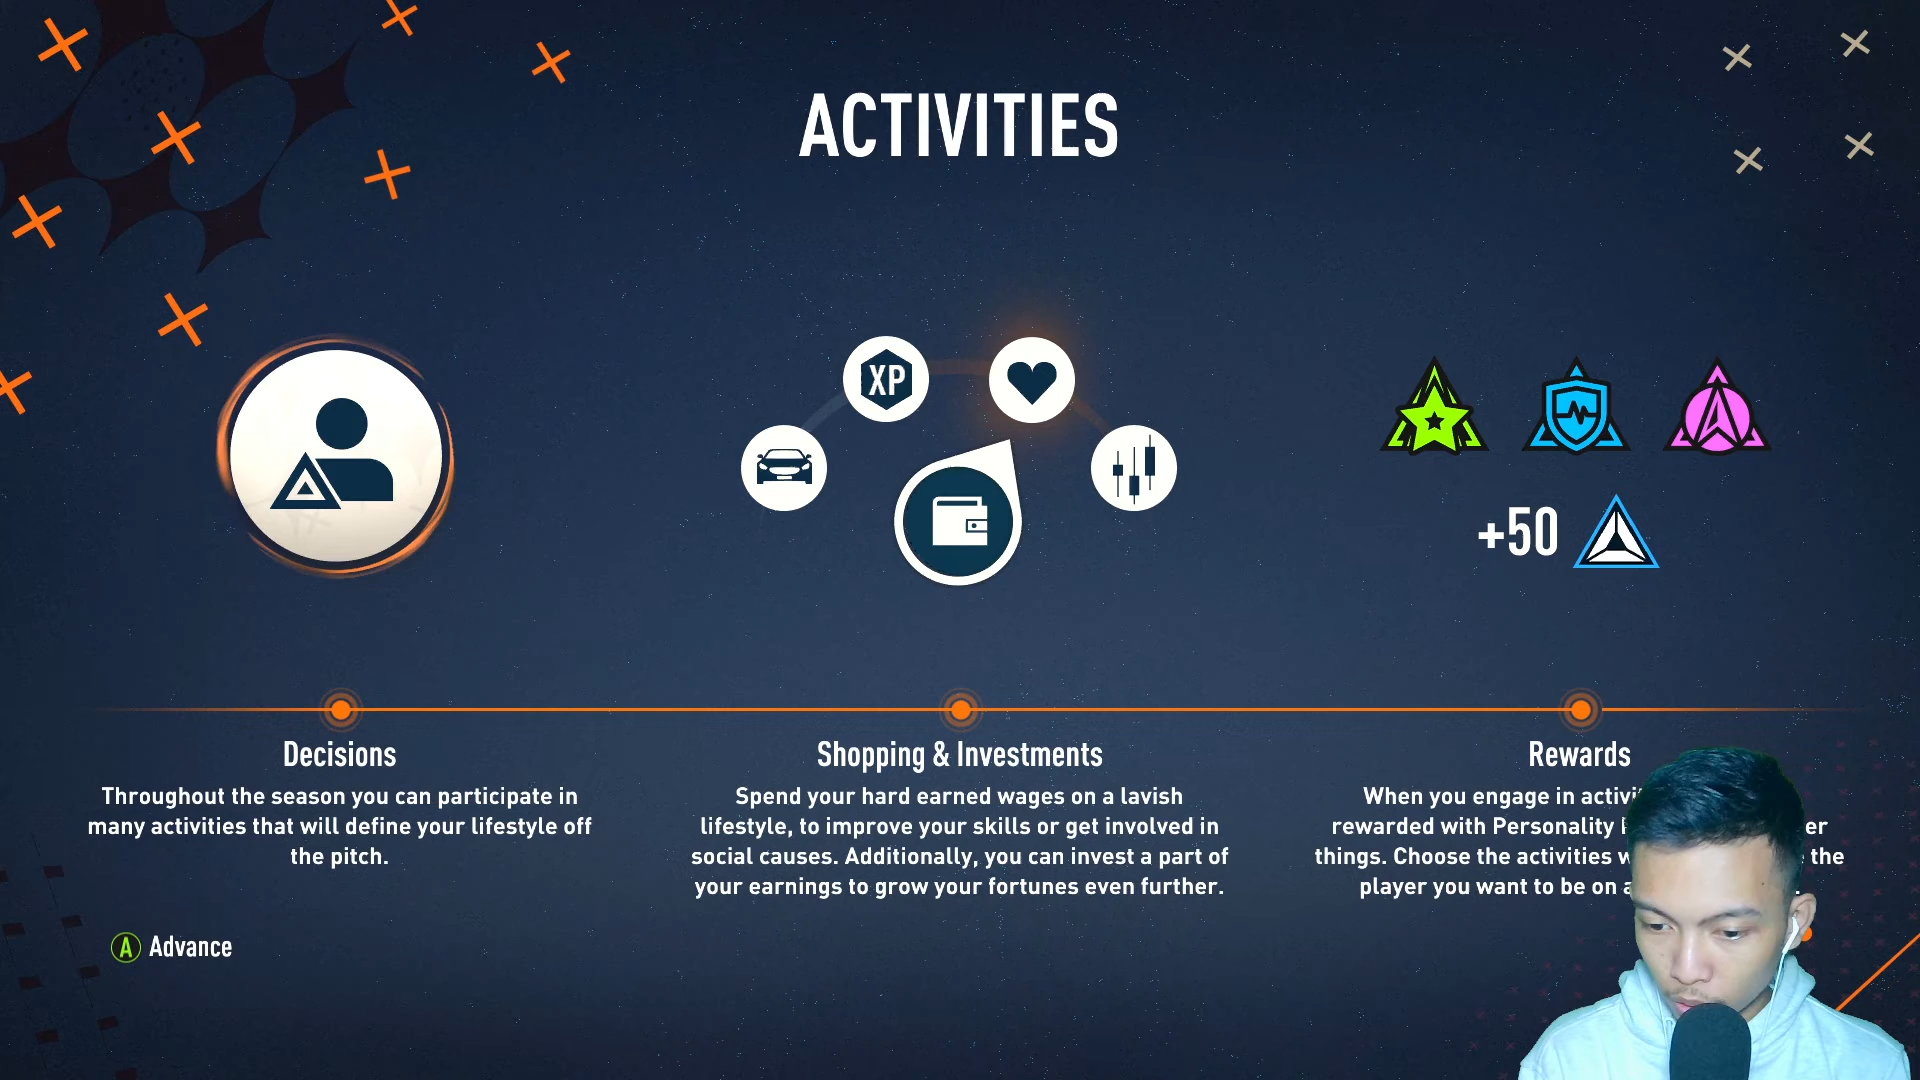 ACTIVITIES
XP
+50
Decisions
Throughout the season you can participate in
many activities that will define your lifestyle off
the pitch.
Shopping & Investments
Spend your hard earned wages on a lavish
lifestyle, to improve your skills or get involved in
social causes. Additionally, you can invest a part of
your earnings to grow your fortunes even further.
Rewards
When you engage in
rewarded with Personality
things. Choose the activities the
player you want to be on
A Advance